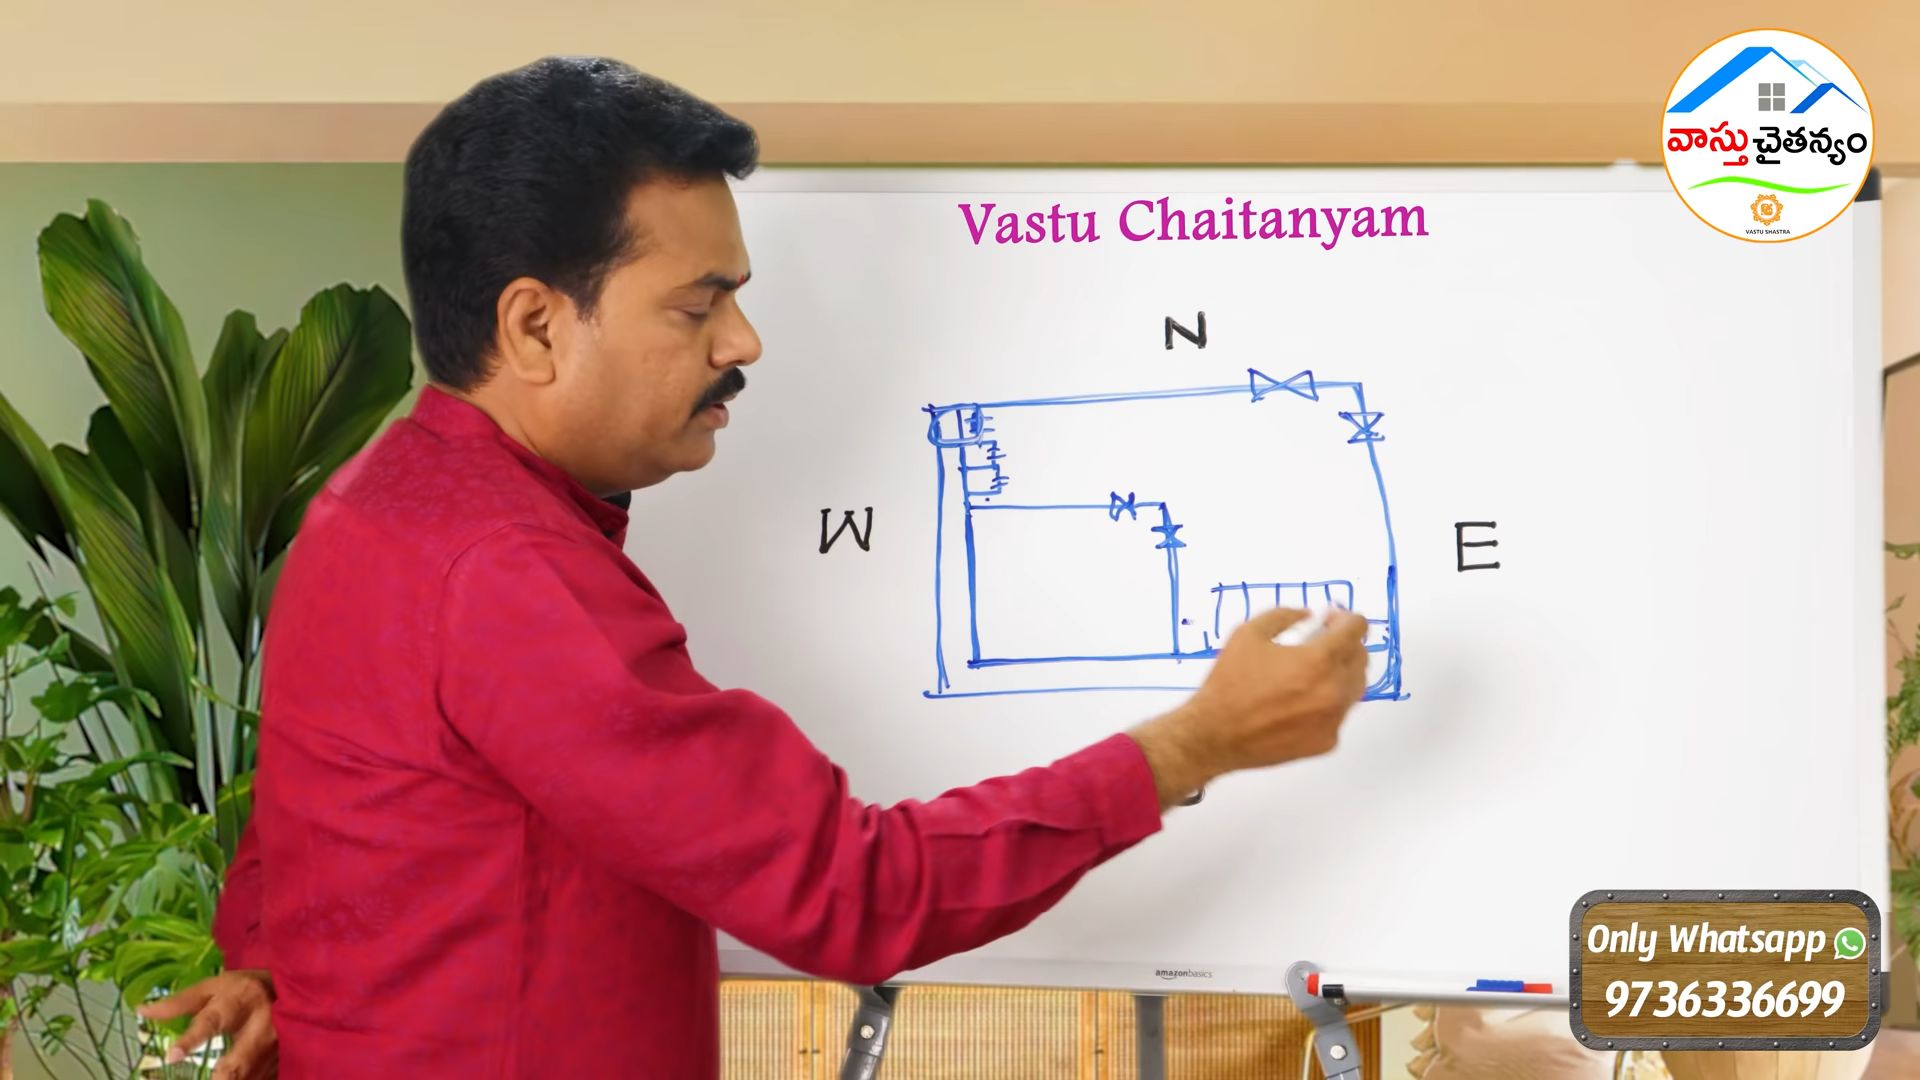 వాస్తు చైతన్యం
VASTU SHASTRA
Vastu Chaitanyam
N
W
E
amazonbasics
Only Whatsapp
9736336699